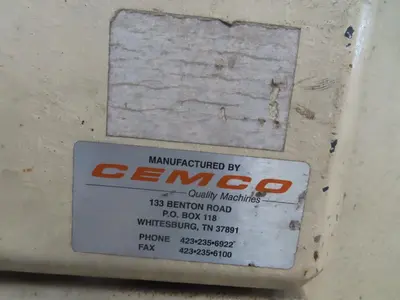 MANUFACTURED BY
CEMCO
Quality Machines
133 BENTON ROAD
P.O. BOX 118
WHITESBURG, TN 37891
PHONE 423•235•6922
FAX 423•235•6100